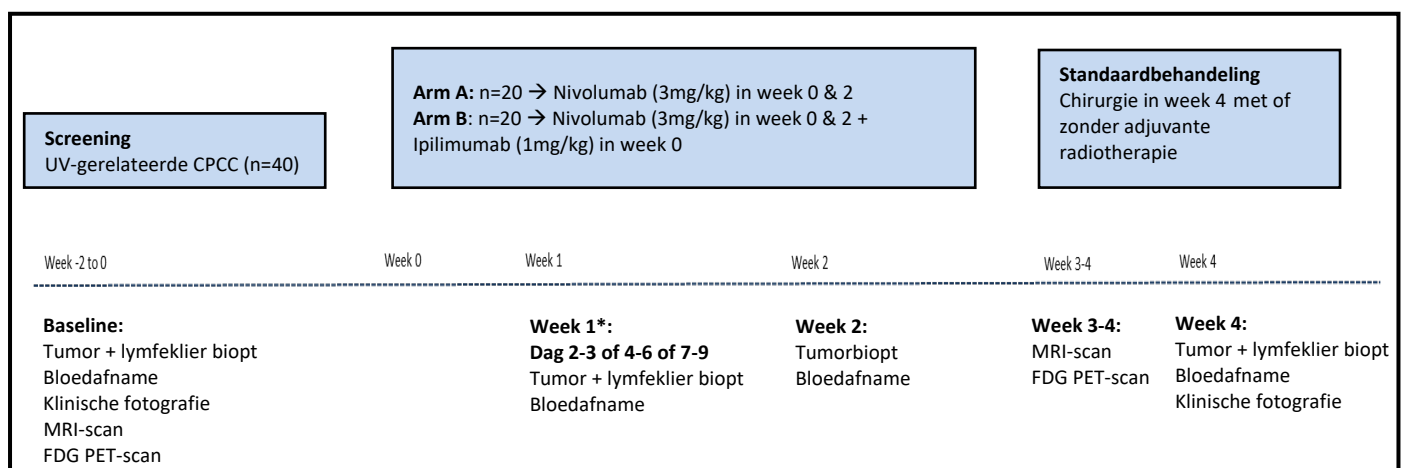 Screening
UV-gerelateerde CPCC (n=40)
Arm A: n=20 → Nivolumab (3mg/kg) in week 0 & 2
Arm B: n=20 → Nivolumab (3mg/kg) in week 0 & 2 +
Ipilimumab (1mg/kg) in week 0
Standaardbehandeling
Chirurgie in week 4 met of
zonder adjuvante
radiotherapie
Week -2 to 0
Week 0
Week 1
Week 2
Week 3-4
Week 4
Baseline:
Tumor + lymfeklier biopt
Bloedafname
Klinische fotografie
MRI-scan
FDG PET-scan
Week 1*:
Dag 2-3 of 4-6 of 7-9
Tumor + lymfeklier biopt
Bloedafname
Week 2:
Tumorbiopt
Bloedafname
Week 3-4:
MRI-scan
FDG PET-scan
Week 4:
Tumor + lymfeklier biopt
Bloedafname
Klinische fotografie